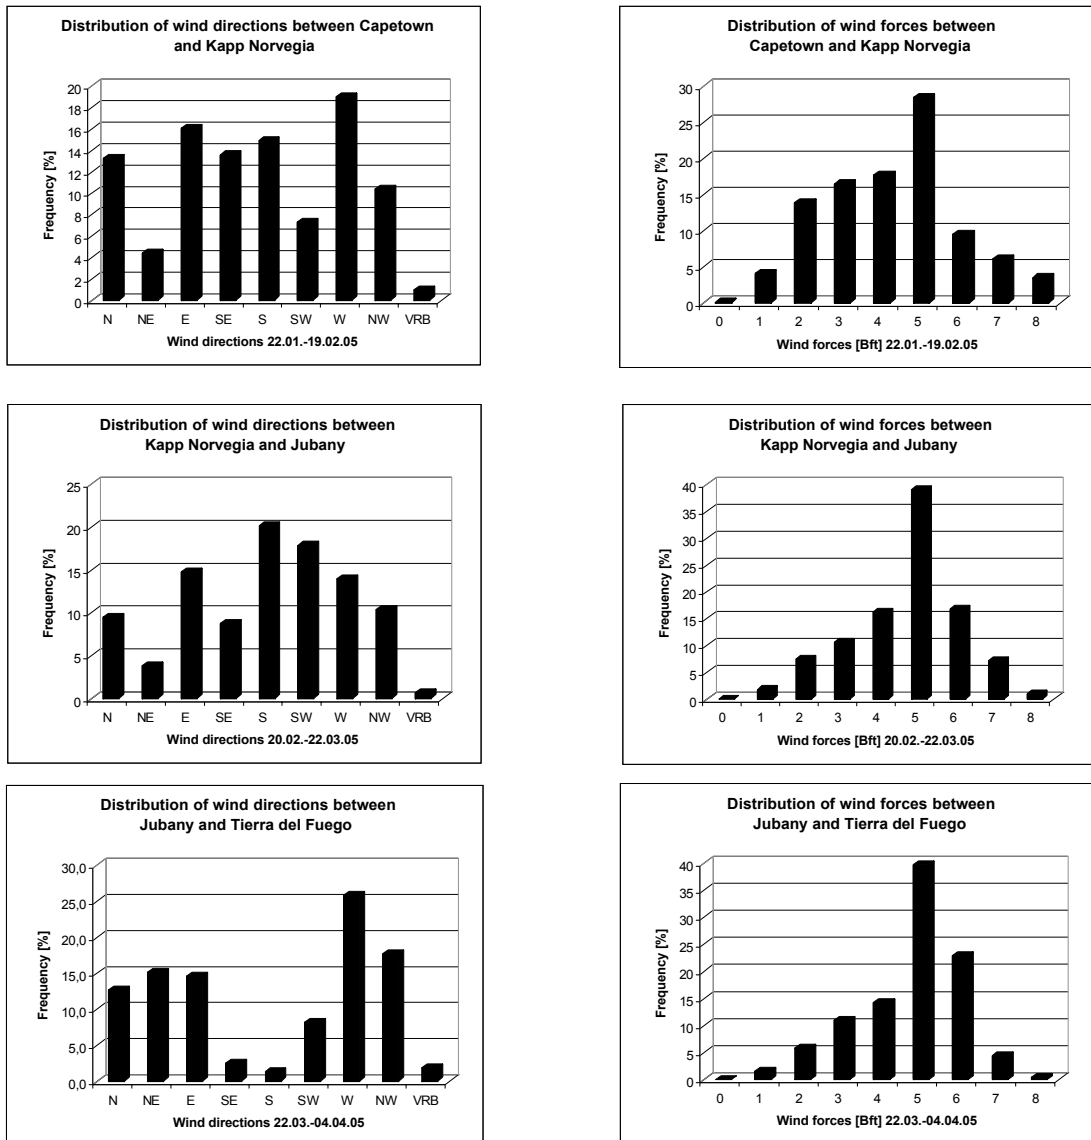 Distribution of wind directions between Capetown
and Kapp Norvegia
Frequency [%]
20
18
16
14
12
10
8
6
4
2
0
N NE E SE S SW W NW VRB
Wind directions 22.01.-19.02.05
Distribution of wind forces between
Capetown and Kapp Norvegia
Frequency [%]
30
25
20
15
10
5
0
0 1 2 3 4 5 6 7 8
Wind forces [Bft] 22.01.-19.02.05
Distribution of wind directions between
Kapp Norvegia and Jubany
Frequency [%]
25
20
15
10
5
0
N NE E SE S SW W NW VRB
Wind directions 20.02.-22.03.05
Distribution of wind forces between
Kapp Norvegia and Jubany
Frequency [%]
40
35
30
25
20
15
10
5
0
0 1 2 3 4 5 6 7 8
Wind forces [Bft] 20.02.-22.03.05
Distribution of wind directions between
Jubany and Tierra del Fuego
Frequency [%]
30,0
25,0
20,0
15,0
10,0
5,0
0,0
N NE E SE S SW W NW VRB
Wind directions 22.03.-04.04.05
Distribution of wind forces between
Jubany and Tierra del Fuego
Frequency [%]
40
35
30
25
20
15
10
5
0
0 1 2 3 4 5 6 7 8
Wind forces [Bft] 22.03.-04.04.05